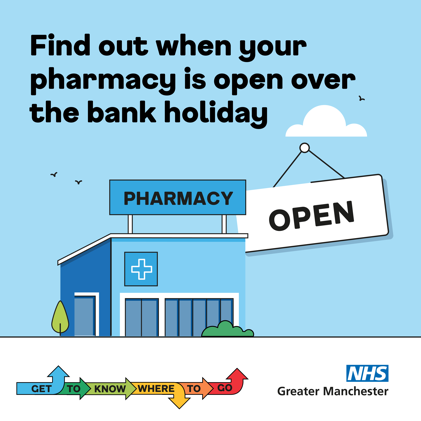 Find out when your
pharmacy is open over
the bank holiday
PHARMACY
OPEN
GET TO KNOW WHERE TO GO
NHS
Greater Manchester